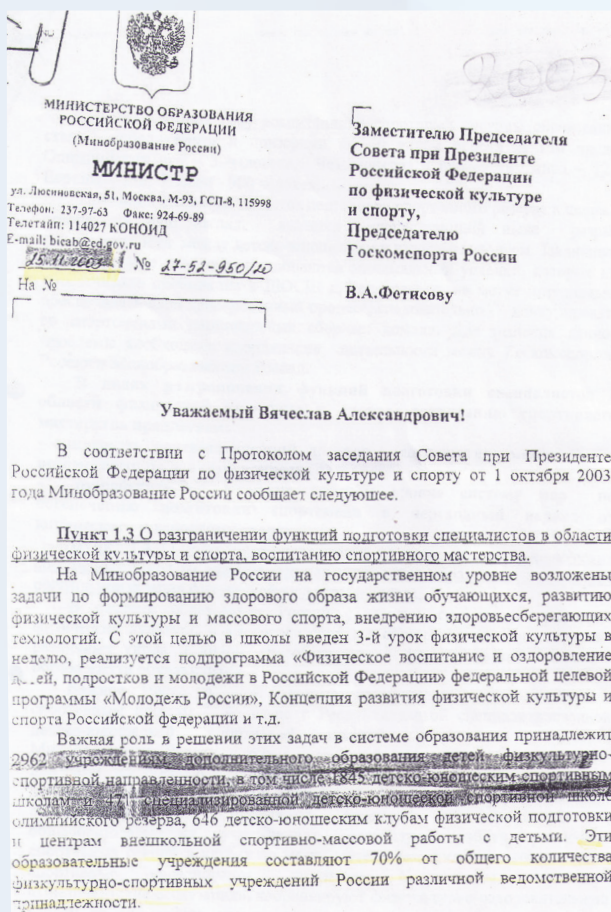 2003
МИНИСТЕРСТВО ОБРАЗОВАНИЯ
РОССИЙСКОЙ ФЕДЕРАЦИИ
(Минобразование России)
МИНИСТР
ул. Люсиновская, 51, Москва, М-93, ГСП-8, 115998
Телефон: 237-97-63 Факс: 924-69-89
Телетайп: 114027 КОНОИД
E-mail: bicab@ed.gov.ru
25.11.2003 № 27-52-950/20
На №
Заместителю Председателя
Совета при Президенте
Российской Федерации
по физической культуре
и спорту,
Председателю
Госкомспорта России
В.А.Фетисову
Уважаемый Вячеслав Александрович!
В соответствии с Протоколом заседания Совета при Президенте
Российской Федерации по физической культуре и спорту от 1 октября 2003
года Минобразование России сообщает следующее.
Пункт 1.3 О разграничении функций подготовки специалистов в области
физической культуры и спорта, воспитанию спортивного мастерства.
На Минобразование России на государственном уровне возложены
задачи по формированию здорового образа жизни обучающихся, развитию
физической культуры и массового спорта, внедрению здоровьесберегающих
технологий. С этой целью в школы введен 3-й урок физической культуры в
неделю, реализуется подпрограмма «Физическое воспитание и оздоровление
детей, подростков и молодежи в Российской Федерации» федеральной целевой
программы «Молодежь России», Концепция развития физической культуры и
спорта Российской федерации и т.д.
Важная роль в решении этих задач в системе образования принадлежит
2962 учреждениям дополнительного образования детей физкультурно-
спортивной направленности, в том числе 1845 детско-юношеским спортивным
школам и 471 специализированной детско-юношеской спортивной школе
олимпийского резерва, 646 детско-юношеским клубам физической подготовки
и центрам внешкольной спортивно-массовой работы с детьми. Эти
образовательные учреждения составляют 70% от общего количества
физкультурно-спортивных учреждений России различной ведомственной
принадлежности.